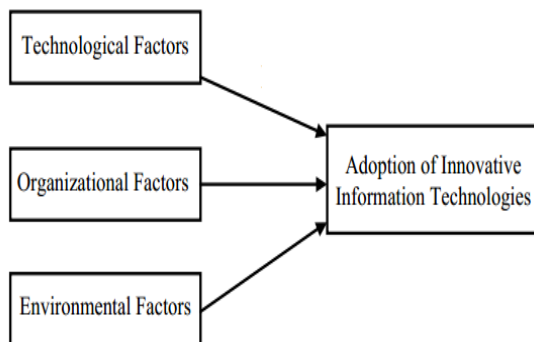 Technological Factors
Organizational Factors
Adoption of Innovative
Information Technologies
Environmental Factors